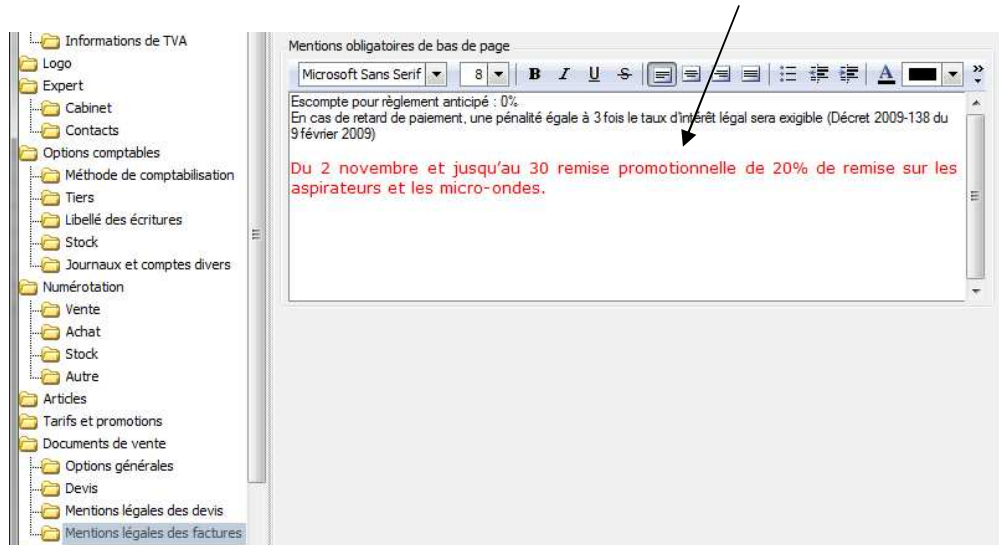 Informations de TVA
Logo
Expert
Cabinet
Contacts
Options comptables
Méthode de comptabilisation
Tiers
Libellé des écritures
Stock
Journaux et comptes divers
Numérotation
Vente
Achat
Stock
Autre
Articles
Tarifs et promotions
Documents de vente
Options générales
Devis
Mentions légales des devis
Mentions légales des factures
Mentions obligatoires de bas de page
Microsoft Sans Serif 8 B I U S A
Escompte pour règlement anticipé : 0%
En cas de retard de paiement, une pénalité égale à 3 fois le taux d'intérêt légal sera exigible (Décret 2009-138 du
9 février 2009)
Du 2 novembre et jusqu'au 30 remise promotionnelle de 20% de remise sur les
aspirateurs et les micro-ondes.